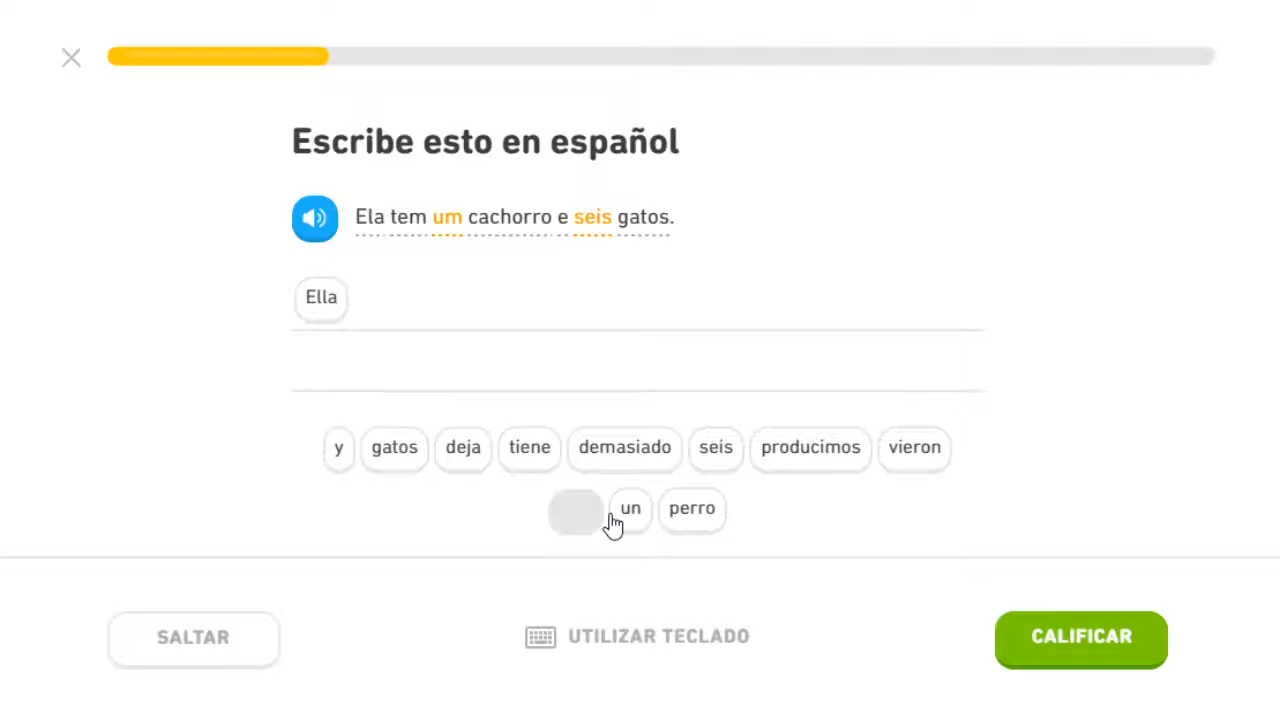 Escribe esto en español
Ela tem um cachorro e seis gatos.
Ella
y gatos deja tiene demasiado seis producimos vieron
un perro
SALTAR UTILIZAR TECLADO CALIFICAR